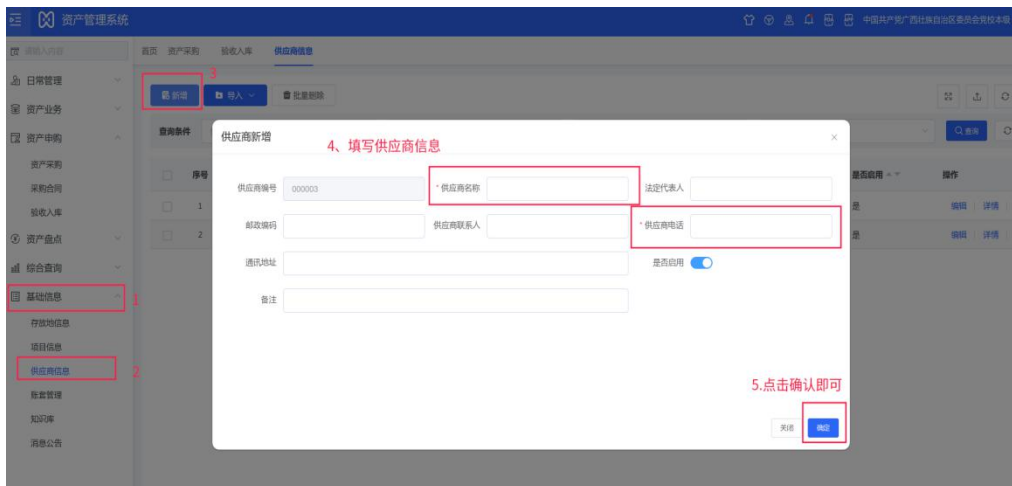 资产管理系统
中国共产党广西壮族自治区委员会党校本级
请输入内容
首页 资产采购 验收入库 供应商信息
日常管理
资产业务
资产申购
资产采购
采购合同
验收入库
资产盘点
综合查询
基础信息
1
存放地信息
项目信息
供应商信息
2
账套管理
知识库
消息公告
3
新增 导入 批量删除
查询条件
查询
序号 是否启用 操作
1 是 编辑 详情
2 是 编辑 详情
供应商新增
4、填写供应商信息
供应商编号 000003 *供应商名称 法定代表人
邮政编码 供应商联系人 *供应商电话
通讯地址 是否启用
备注
5.点击确认即可
关闭 确定